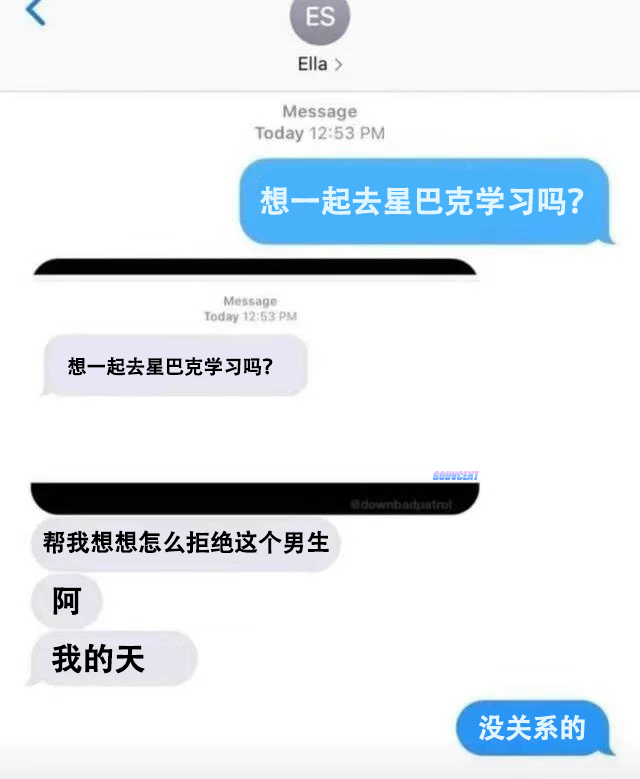 ES
Ella >
Message
Today 12:53 PM
想一起去星巴克学习吗？
Message
Today 12:53 PM
想一起去星巴克学习吗？
GODVCENT
@downbadpatrol
帮我想想怎么拒绝这个男生
阿
我的天
没关系的